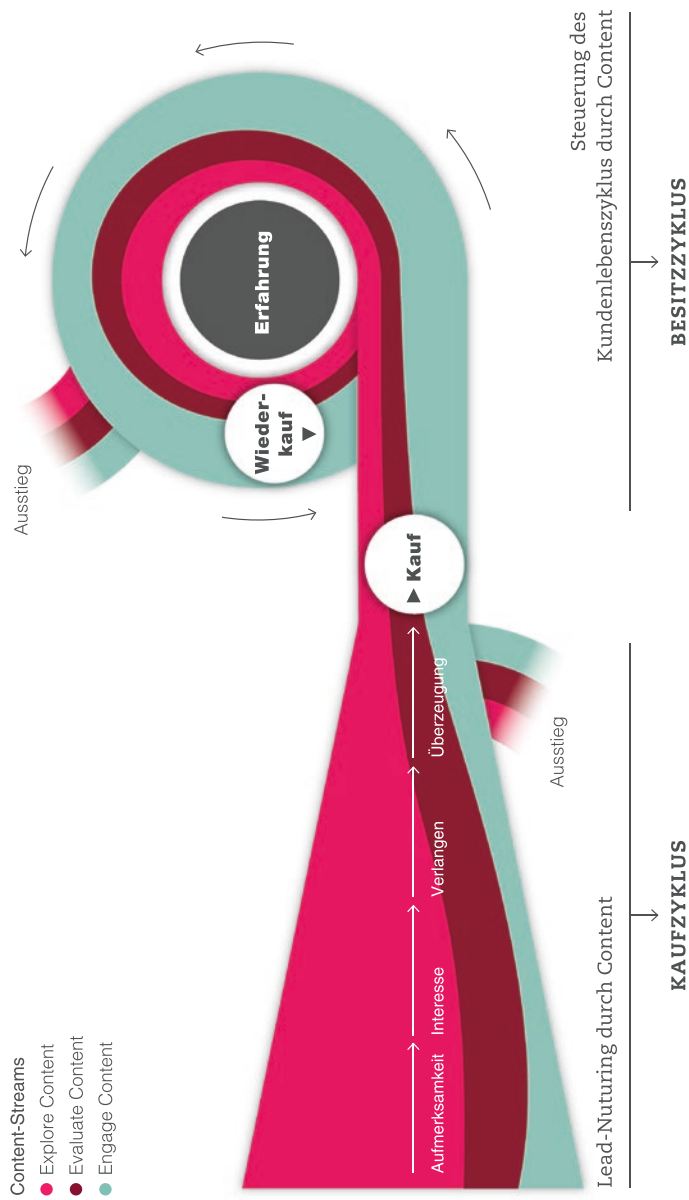 Content-Streams
Explore Content
Evaluate Content
Engage Content
Ausstieg
Wieder-
kauf
Erfahrung
Kauf
Aufmerksamkeit
Interesse
Verlangen
Überzeugung
Ausstieg
Lead-Nuturing durch Content
KAUFZYKLUS
Steuerung des
Kundenlebenszyklus durch Content
BESITZZYKLUS